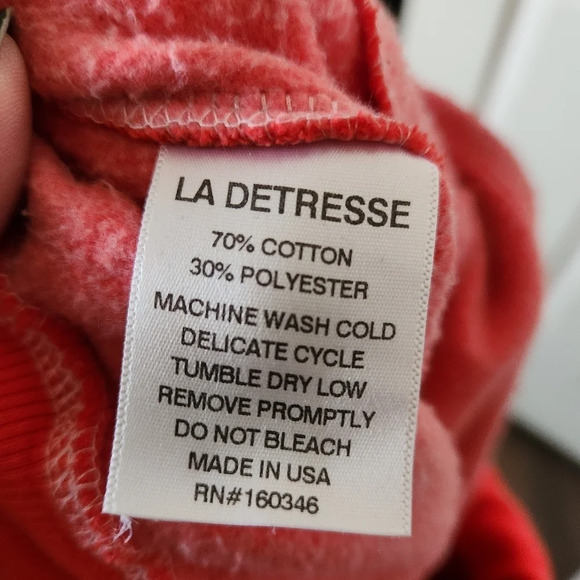 LA DETRESSE
70% COTTON
30% POLYESTER
MACHINE WASH COLD
DELICATE CYCLE
TUMBLE DRY LOW
REMOVE PROMPTLY
DO NOT BLEACH
MADE IN USA
RN#160346